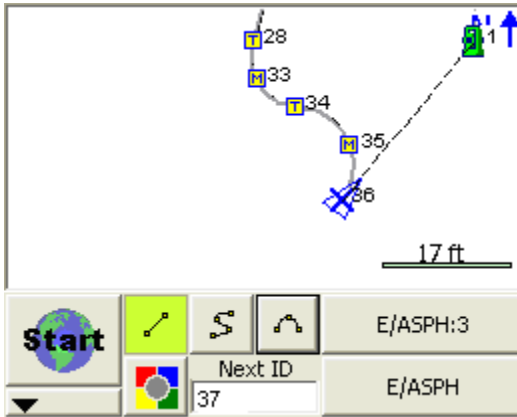 28
1
T
33
M
34
T
35
M
36
17 ft
Start
E/ASPH:3
Next ID
37
E/ASPH